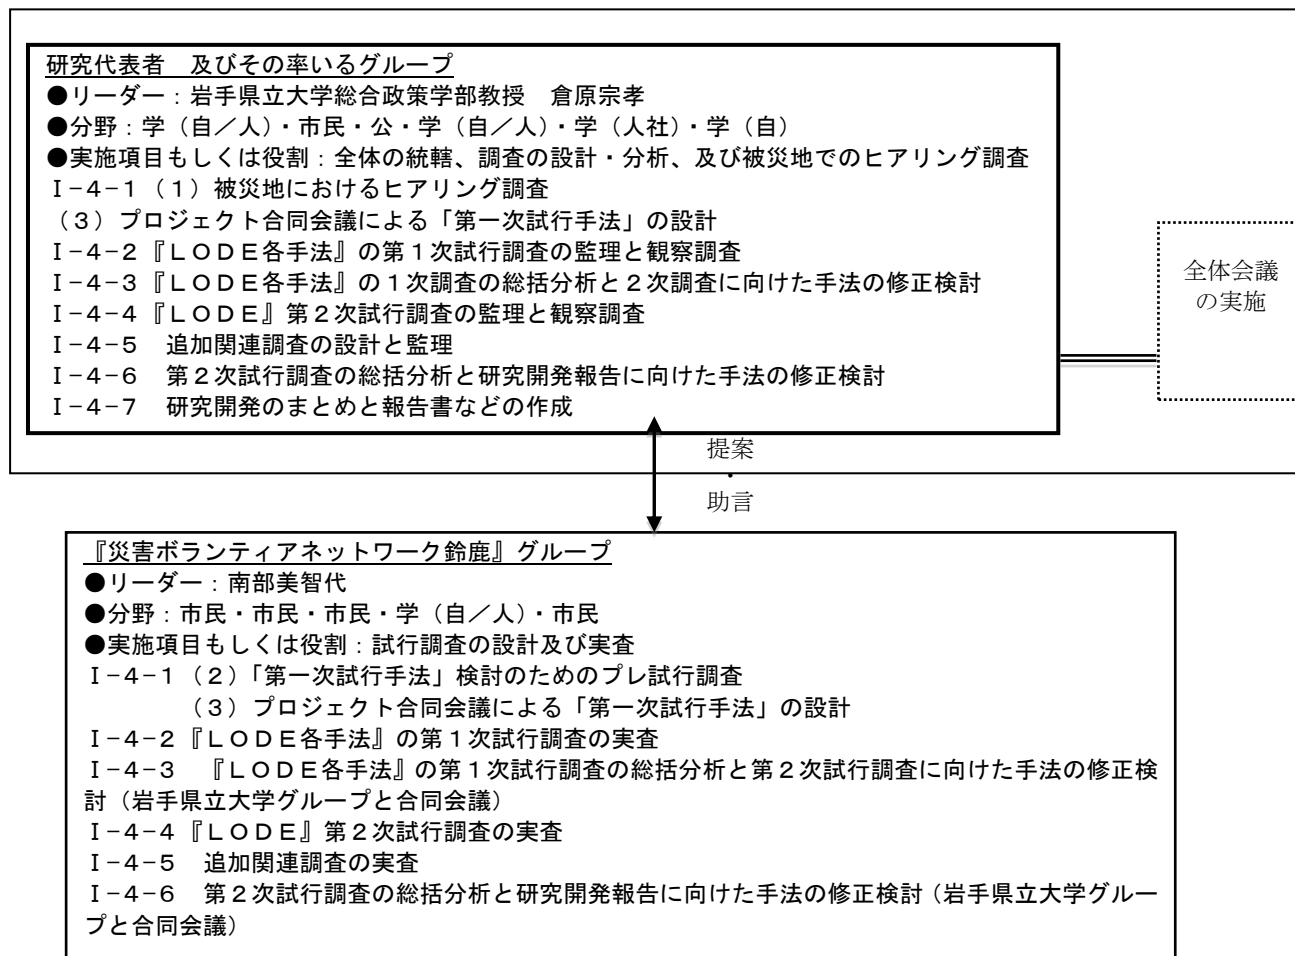 研究代表者　及びその率いるグループ
●リーダー：岩手県立大学総合政策学部教授　倉原宗孝
●分野：学（自／人）・市民・公・学（自／人）・学（人社）・学（自）
●実施項目もしくは役割：全体の統轄、調査の設計・分析、及び被災地でのヒアリング調査
Ⅰ−４−１（１）被災地におけるヒアリング調査
（３）プロジェクト合同会議による「第一次試行手法」の設計
Ⅰ−４−２『ＬＯＤＥ各手法』の第１次試行調査の監理と観察調査
Ⅰ−４−３『ＬＯＤＥ各手法』の１次調査の総括分析と２次調査に向けた手法の修正検討
Ⅰ−４−４『ＬＯＤＥ』第２次試行調査の監理と観察調査
Ⅰ−４−５　追加関連調査の設計と監理
Ⅰ−４−６　第２次試行調査の総括分析と研究開発報告に向けた手法の修正検討
Ⅰ−４−７　研究開発のまとめと報告書などの作成
全体会議
の実施
提案
・
助言
『災害ボランティアネットワーク鈴鹿』グループ
●リーダー：南部美智代
●分野：市民・市民・市民・学（自／人）・市民
●実施項目もしくは役割：試行調査の設計及び実査
Ⅰ−４−１（２）「第一次試行手法」検討のためのプレ試行調査
（３）プロジェクト合同会議による「第一次試行手法」の設計
Ⅰ−４−２『ＬＯＤＥ各手法』の第１次試行調査の実査
Ⅰ−４−３　『ＬＯＤＥ各手法』の第１次試行調査の総括分析と第２次試行調査に向けた手法の修正検
討（岩手県立大学グループと合同会議）
Ⅰ−４−４『ＬＯＤＥ』第２次試行調査の実査
Ⅰ−４−５　追加関連調査の実査
Ⅰ−４−６　第２次試行調査の総括分析と研究開発報告に向けた手法の修正検討（岩手県立大学グルー
プと合同会議）